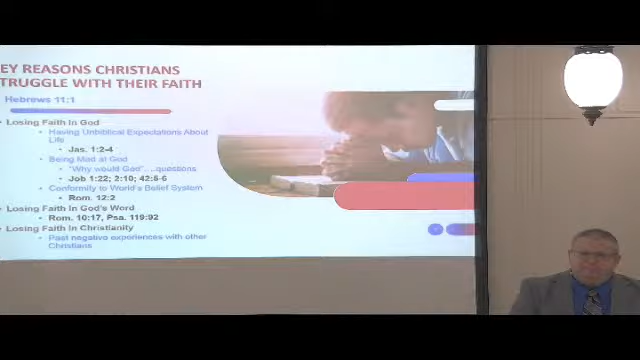 EY REASONS CHRISTIANS
TRUGGLE WITH THEIR FAITH
Hebrews 11:1
• Losing Faith In God
• Having Unbiblical Expectations About
Life
• Jas. 1:2-4
• Being Mad at God
• "Why would God"...questions
• Job 1:22; 2:10; 42:5-6
• Conformity to World's Belief System
• Rom. 12:2
• Losing Faith In God's Word
• Rom. 10:17, Psa. 119:92
• Losing Faith In Christianity
• Past negative experiences with other
Christians